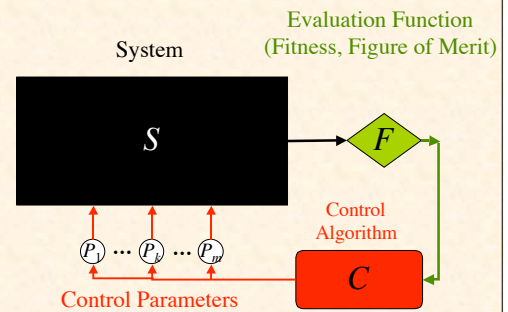 Evaluation Function
(Fitness, Figure of Merit)
System
S
F
Control
Algorithm
P1 ... Pk ... Pm
C
Control Parameters